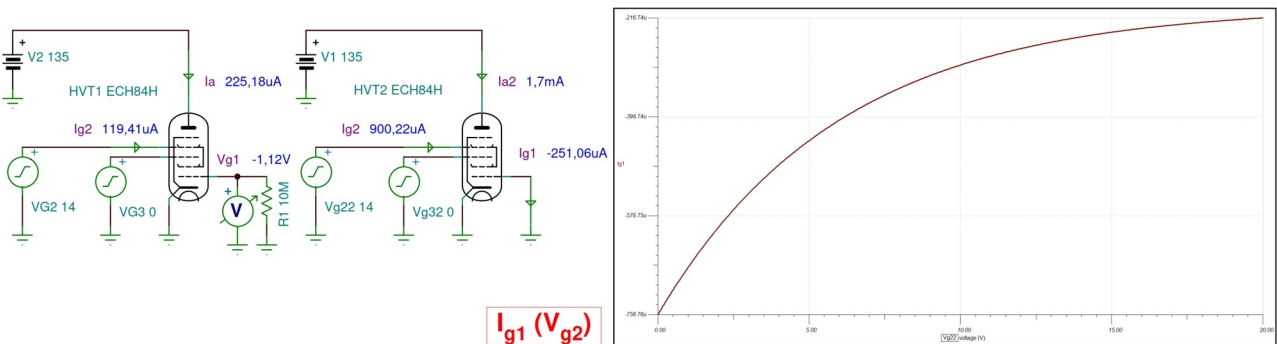 V2 135
HVT1 ECH84H
Ia 225,18uA
Ig2 119,41uA
Vg1 -1,12V
VG2 14
VG3 0
V
R1 10M
V1 135
HVT2 ECH84H
Ia2 1,7mA
Ig2 900,22uA
Ig1 -251,06uA
Vg22 14
Vg32 0
Ig1 (Vg2)
-216.74u
-396.74u
Ig1
-576.75u
-756.76u
0.00 5.00 10.00 15.00 20.00
Vg22 voltage (V)